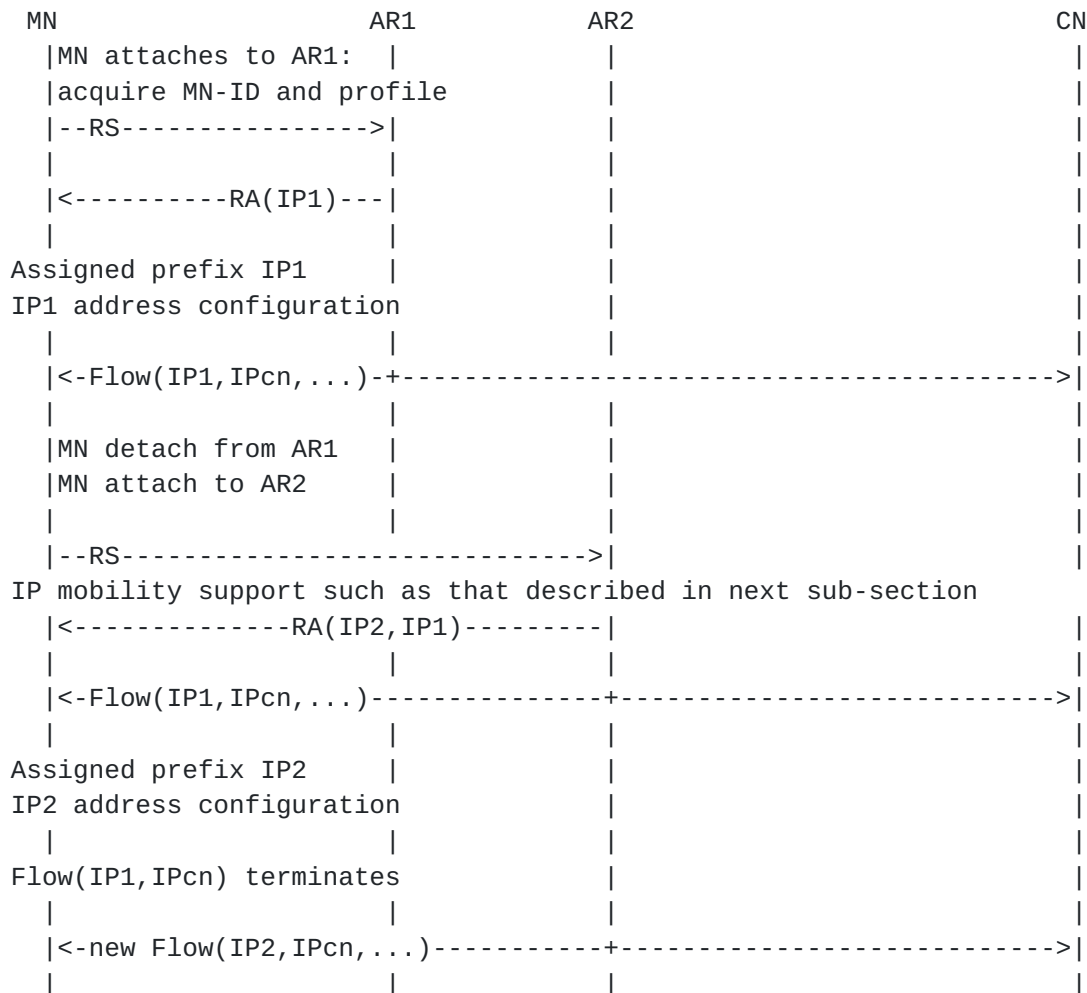 MN                    AR1           AR2                           CN
  |MN attaches to AR1:  |             |                             |
  |acquire MN-ID and profile          |                             |
  |--RS---------------->|             |                             |
  |                     |             |                             |
  |<----------RA(IP1)---|             |                             |
  |                     |             |                             |
Assigned prefix IP1     |             |                             |
IP1 address configuration             |                             |
  |                     |             |                             |
  |<-Flow(IP1,IPcn,...)-+------------------------------------------>|
  |                     |             |                             |
  |MN detach from AR1   |             |                             |
  |MN attach to AR2     |             |                             |
  |                     |             |                             |
  |--RS------------------------------>|                             |
IP mobility support such as that described in next sub-section
  |<--------------RA(IP2,IP1)---------|                             |
  |                     |             |                             |
  |<-Flow(IP1,IPcn,...)---------------+---------------------------->|
  |                     |             |                             |
Assigned prefix IP2     |             |                             |
IP2 address configuration             |                             |
  |                     |             |                             |
Flow(IP1,IPcn) terminates             |                             |
  |                     |             |                             |
  |<-new Flow(IP2,IPcn,...)-----------+---------------------------->|
  |                     |             |                             |